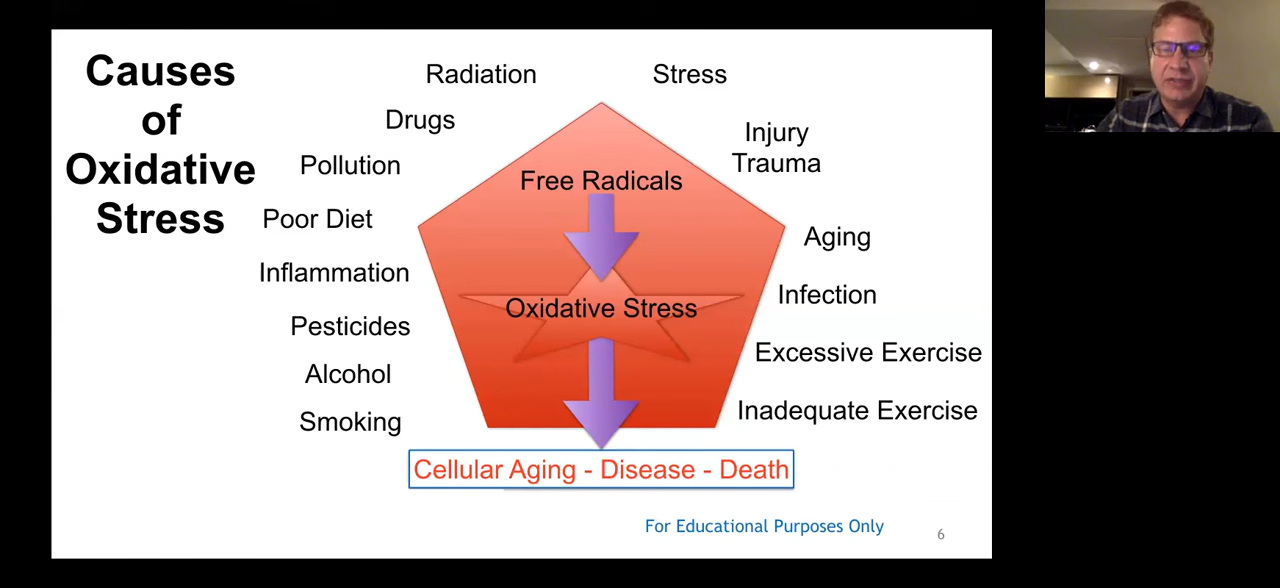 Causes
of
Oxidative
Stress
Radiation
Stress
Drugs
Injury
Trauma
Pollution
Free Radicals
Poor Diet
Aging
Inflammation
Infection
Oxidative Stress
Pesticides
Excessive Exercise
Alcohol
Inadequate Exercise
Smoking
Cellular Aging - Disease - Death
For Educational Purposes Only
6